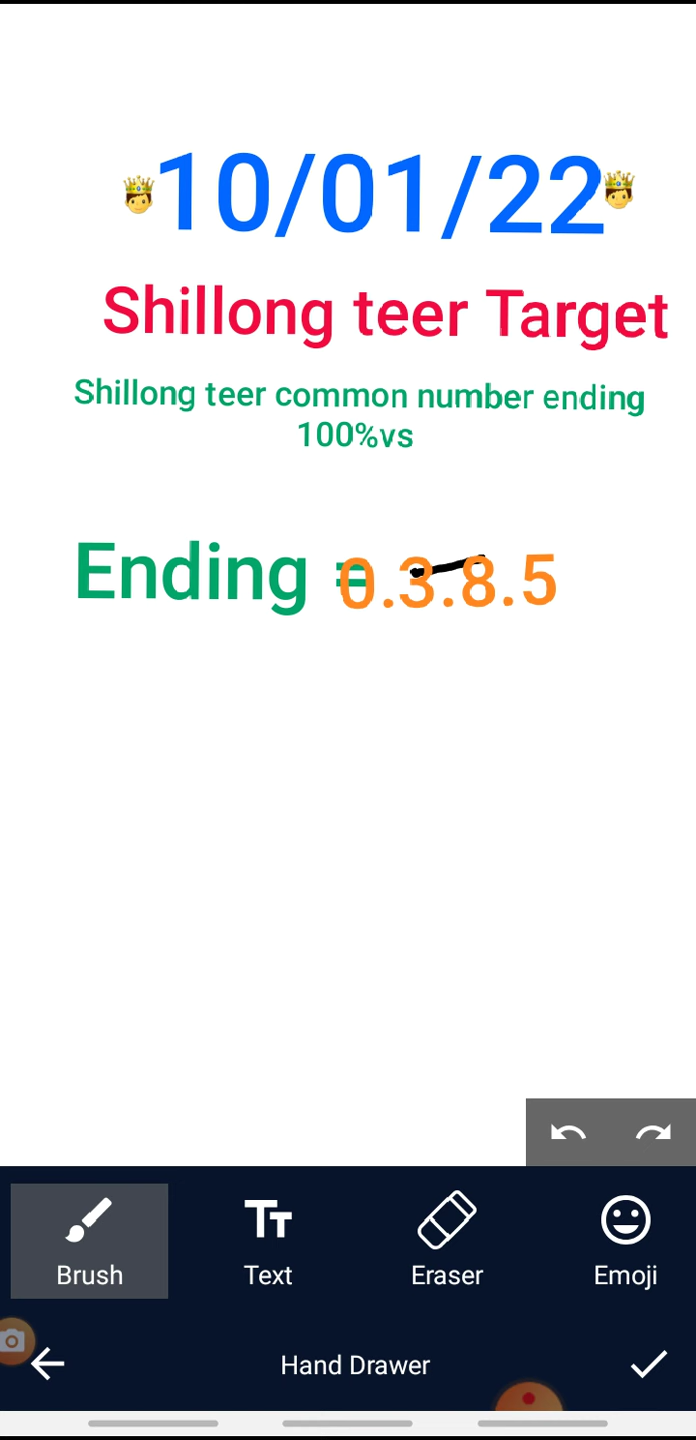 10/01/22
Shillong teer Target
Shillong teer common number ending
100%vs
Ending = 0.3.8.5
Brush
Text
Eraser
Emoji
Hand Drawer